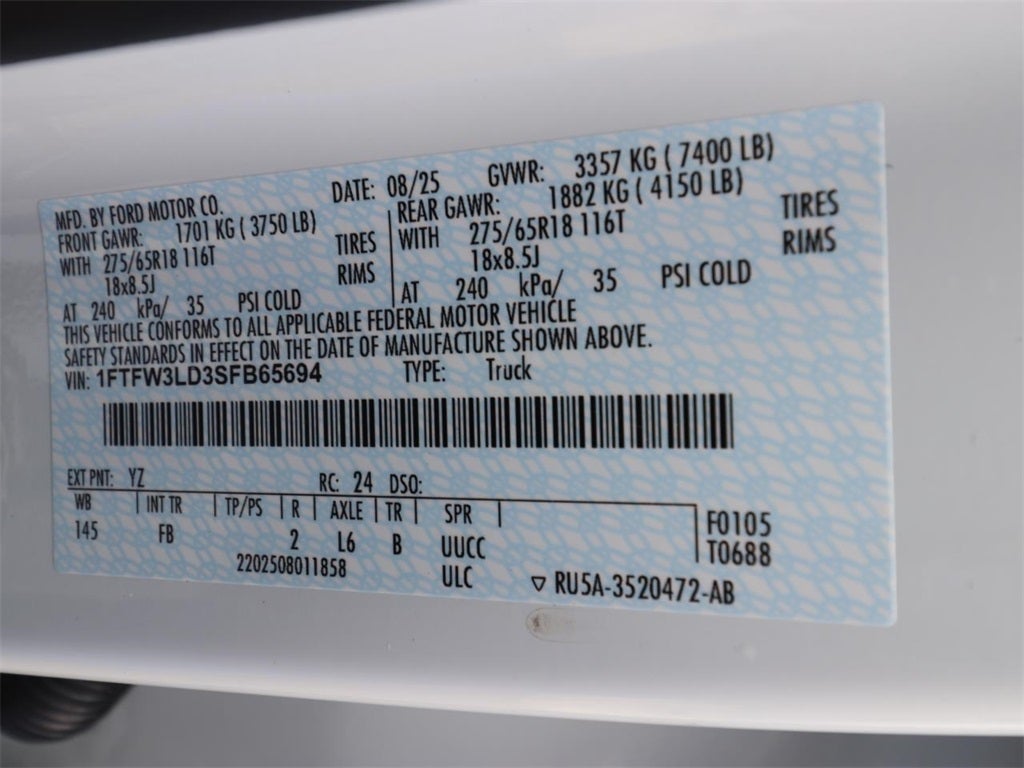 MFD. BY FORD MOTOR CO. DATE: 08/25 GVWR: 3357 KG ( 7400 LB)
FRONT GAWR: 1701 KG ( 3750 LB) REAR GAWR: 1882 KG ( 4150 LB)
WITH 275/65R18 116T TIRES WITH 275/65R18 116T TIRES
18x8.5J RIMS 18x8.5J RIMS
AT 240 kPa/ 35 PSI COLD AT 240 kPa/ 35 PSI COLD
THIS VEHICLE CONFORMS TO ALL APPLICABLE FEDERAL MOTOR VEHICLE
SAFETY STANDARDS IN EFFECT ON THE DATE OF MANUFACTURE SHOWN ABOVE.
VIN: 1FTFW3LD3SFB65694 TYPE: Truck
EXT PNT: YZ RC: 24 DSO:
WB INT TR TP/PS R AXLE TR SPR F0105
145 FB 2 L6 B UUCC T0688
2202508011858 ULC ▽ RU5A-3520472-AB